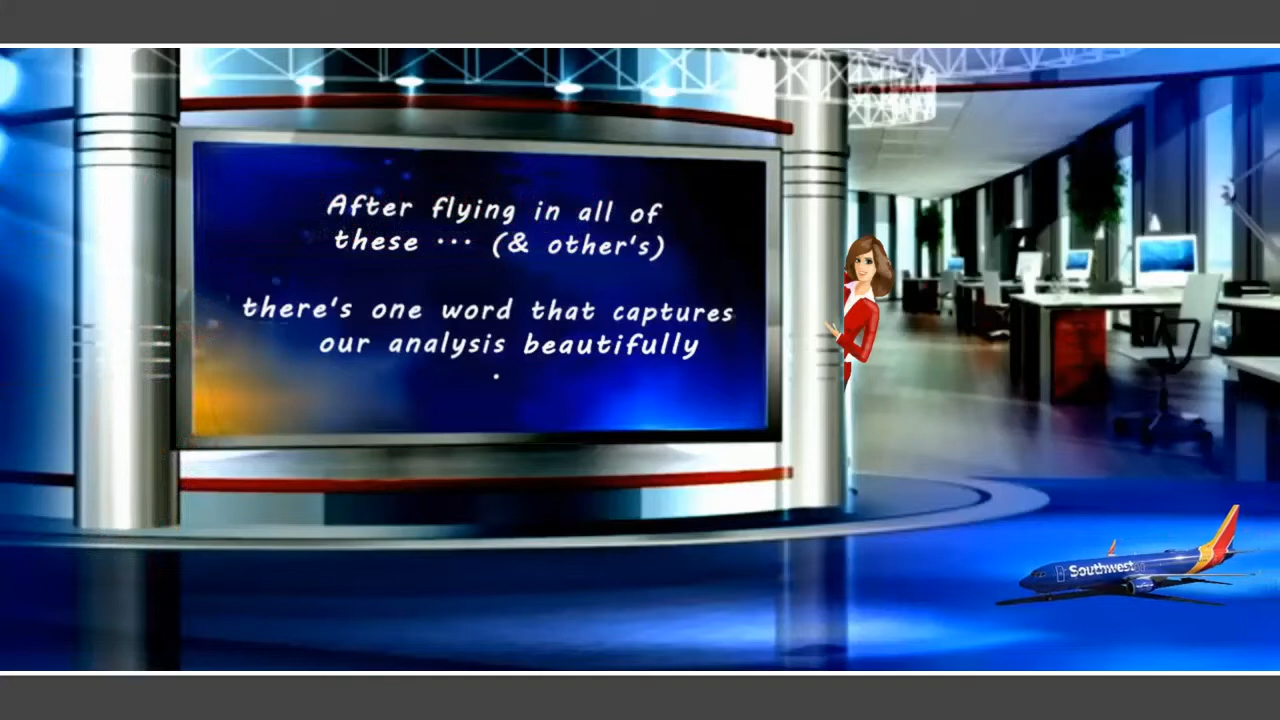 After flying in all of
these ... (& other's)
there's one word that captures
our analysis beautifully
.
Southwest